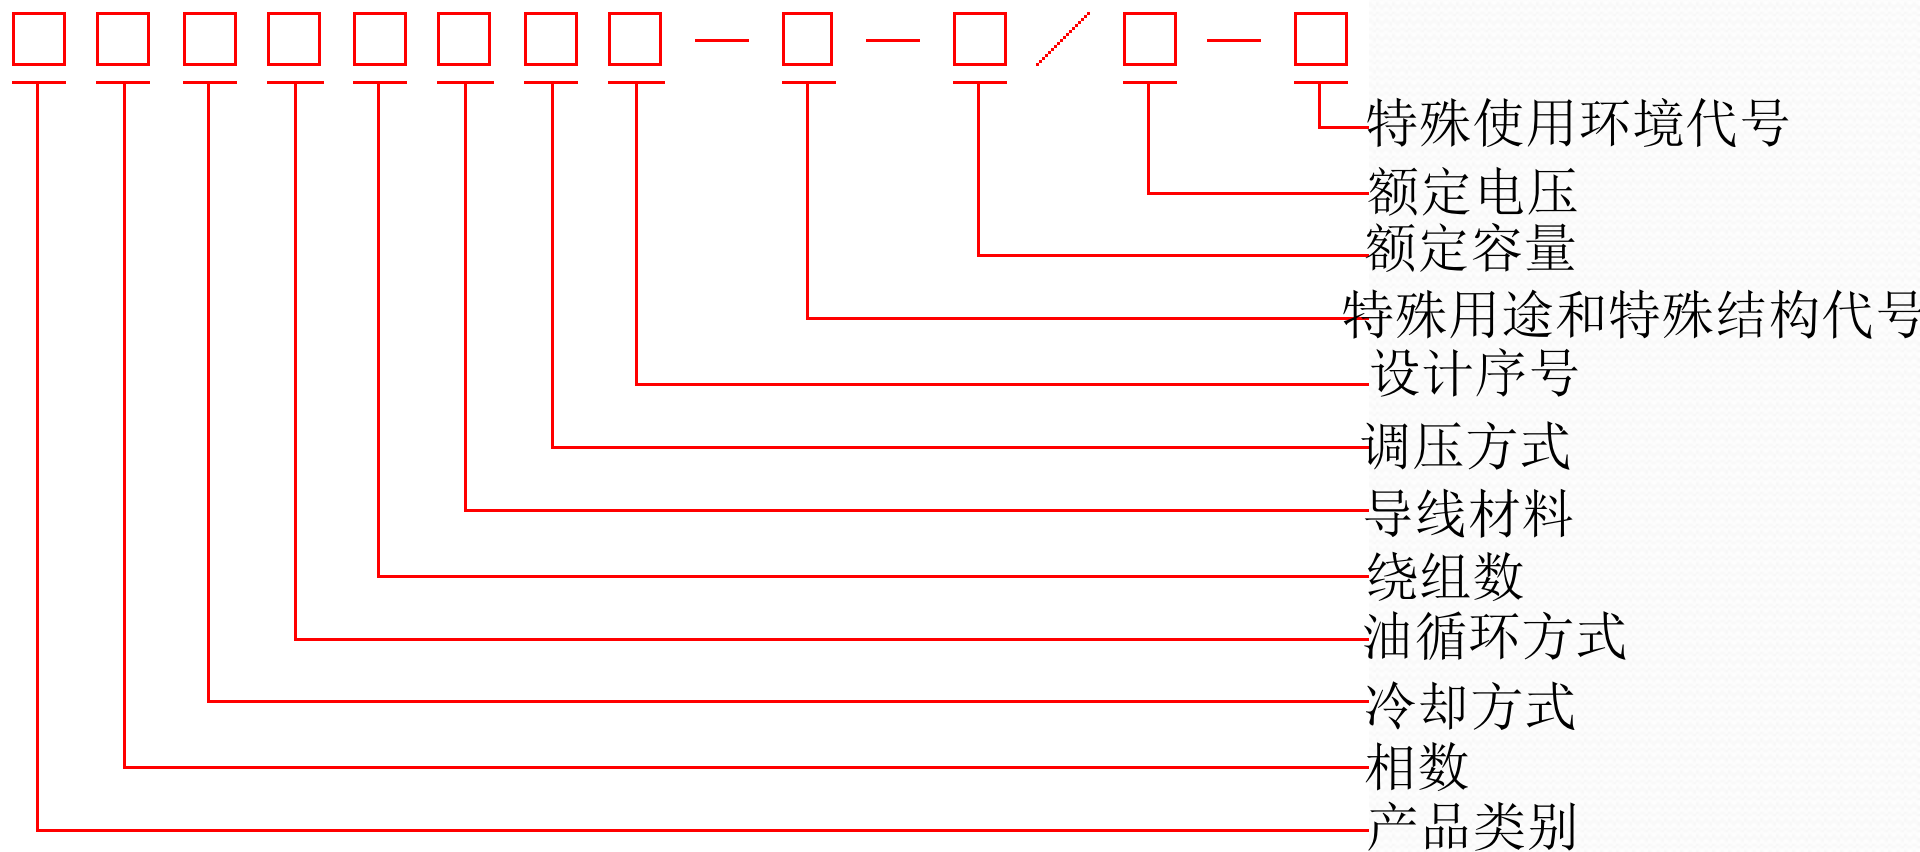 □□□□□□□□—□—□/□—□
特殊使用环境代号
额定电压
额定容量
特殊用途和特殊结构代号
设计序号
调压方式
导线材料
绕组数
油循环方式
冷却方式
相数
产品类别